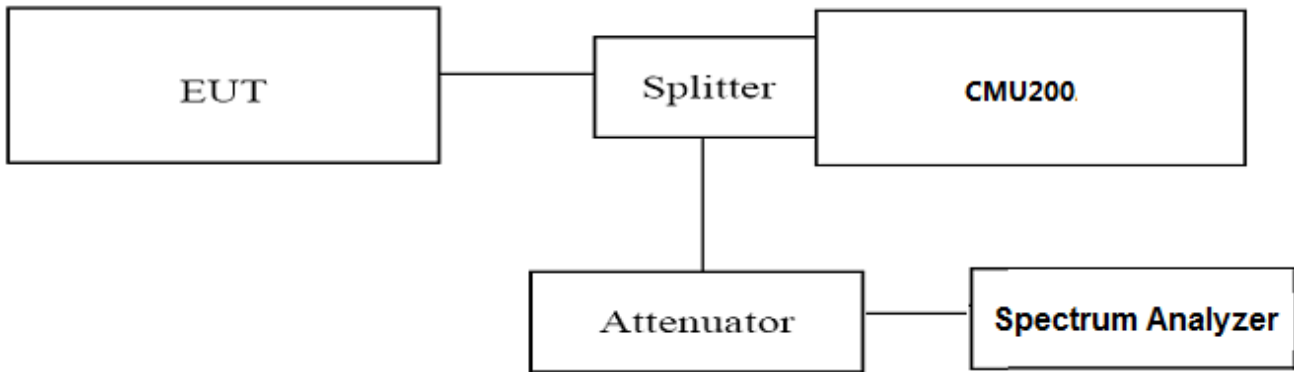 EUT
Splitter
CMU200
Attenuator
Spectrum Analyzer